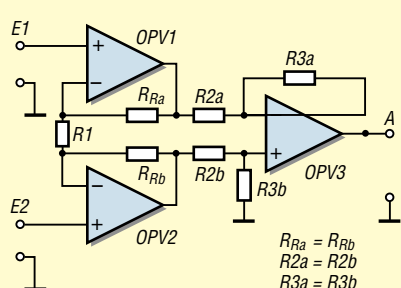 E1
OPV1
+
−
R3a
RRa
R2a
R1
A
RRb
R2b
+
R3b
OPV3
−
E2
+
OPV2
RRa = RRb
R2a = R2b
R3a = R3b